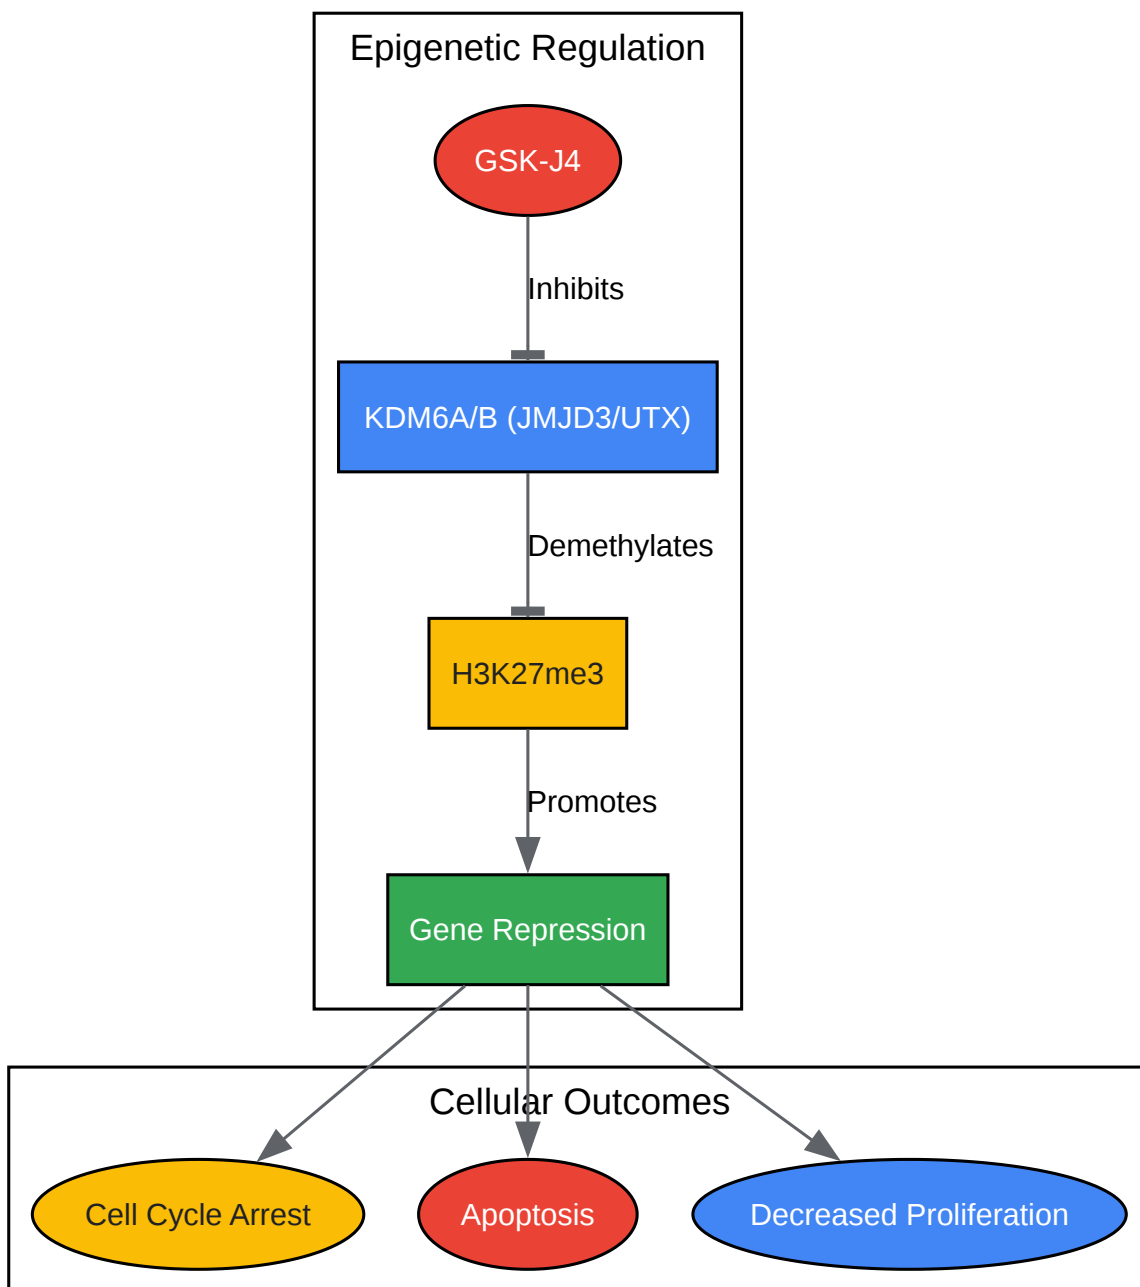 Epigenetic Regulation
GSK-J4
Inhibits
KDM6A/B (JMJD3/UTX)
Demethylates
H3K27me3
Promotes
Gene Repression
Cellular Outcomes
Cell Cycle Arrest
Apoptosis
Decreased Proliferation